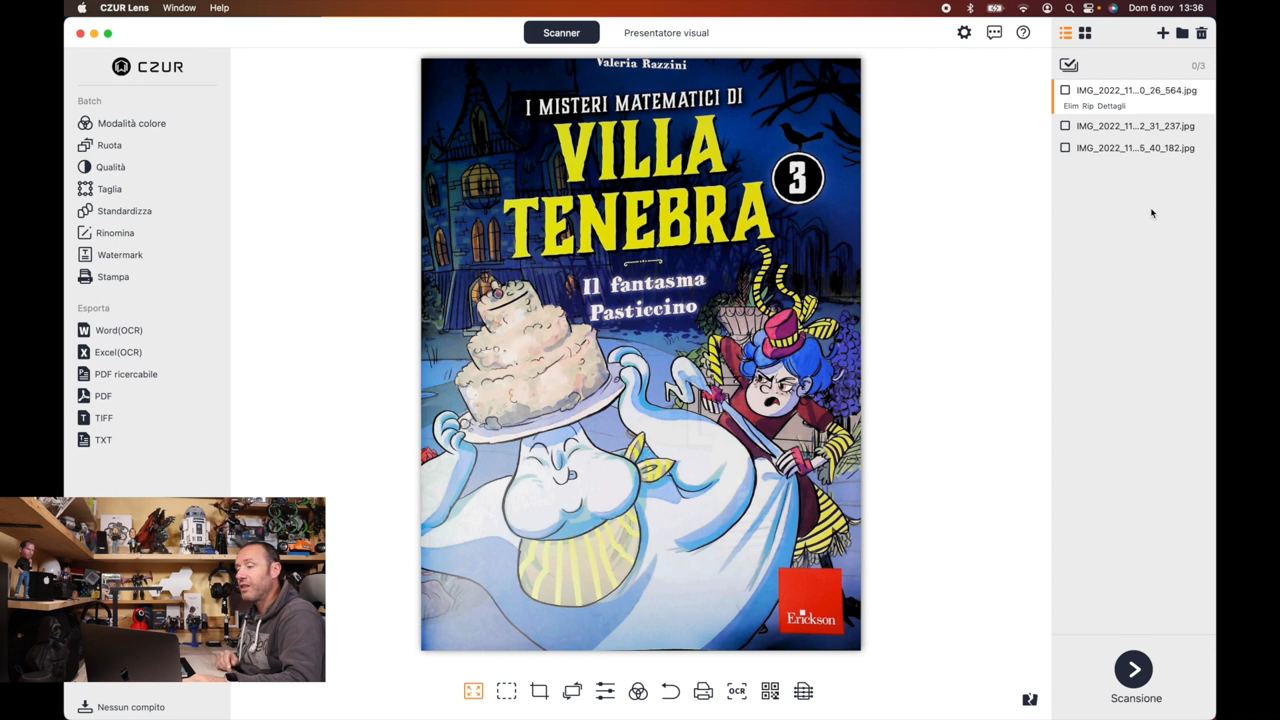 CZUR Lens Window Help
Dom 6 nov 13:36
Scanner
Presentatore visual
CZUR
Batch
Modalità colore
Ruota
Qualità
Taglia
Standardizza
Rinomina
Watermark
Stampa
Esporta
Word(OCR)
Excel(OCR)
PDF ricercabile
PDF
TIFF
TXT
Nessun compito
Valeria Razzini
I MISTERI MATEMATICI DI
VILLA
TENEBRA
3
Il fantasma
Pasticcino
Erickson
OCR
0/3
IMG_2022_11...0_26_564.jpg
Elim Rip Dettagli
IMG_2022_11...2_31_237.jpg
IMG_2022_11...5_40_182.jpg
Scansione